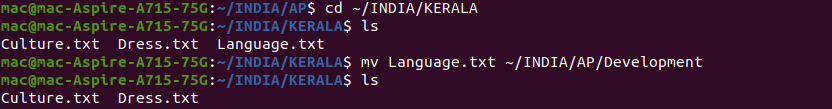 mac@mac-Aspire-A715-75G:~/INDIA/AP$ cd ~/INDIA/KERALA
mac@mac-Aspire-A715-75G:~/INDIA/KERALA$ ls
Culture.txt  Dress.txt  Language.txt
mac@mac-Aspire-A715-75G:~/INDIA/KERALA$ mv Language.txt ~/INDIA/AP/Development
mac@mac-Aspire-A715-75G:~/INDIA/KERALA$ ls
Culture.txt  Dress.txt